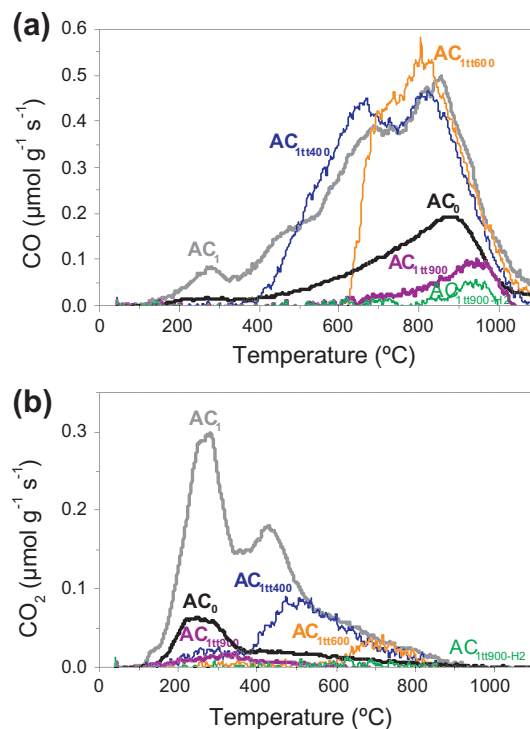 (a)
CO (µmol g⁻¹ s⁻¹)
0.6
0.5
0.4
0.3
0.2
0.1
0.0
AC1tt600
AC1tt400
AC0
AC1
AC1tt900
AC1tt900-H2
0 200 400 600 800 1000
Temperature (ºC)
(b)
CO₂ (µmol g⁻¹ s⁻¹)
0.3
0.2
0.1
0.0
AC1
AC1tt400
AC0
AC1tt900
AC1tt600
AC1tt900-H2
0 200 400 600 800 1000
Temperature (ºC)